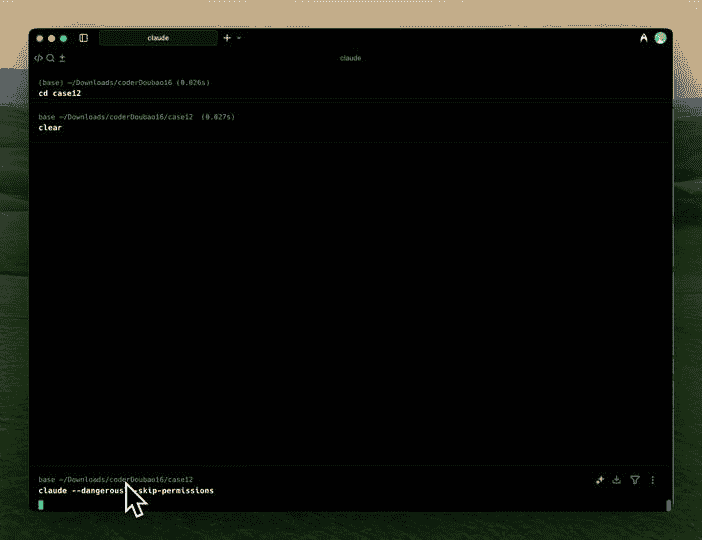 claude
claude
(base) ~/Downloads/coderDoubao16 (0.026s)
cd case12
base ~/Downloads/coderDoubao16/case12 (0.027s)
clear
base ~/Downloads/coderDoubao16/case12
claude --dangerous skip-permissions